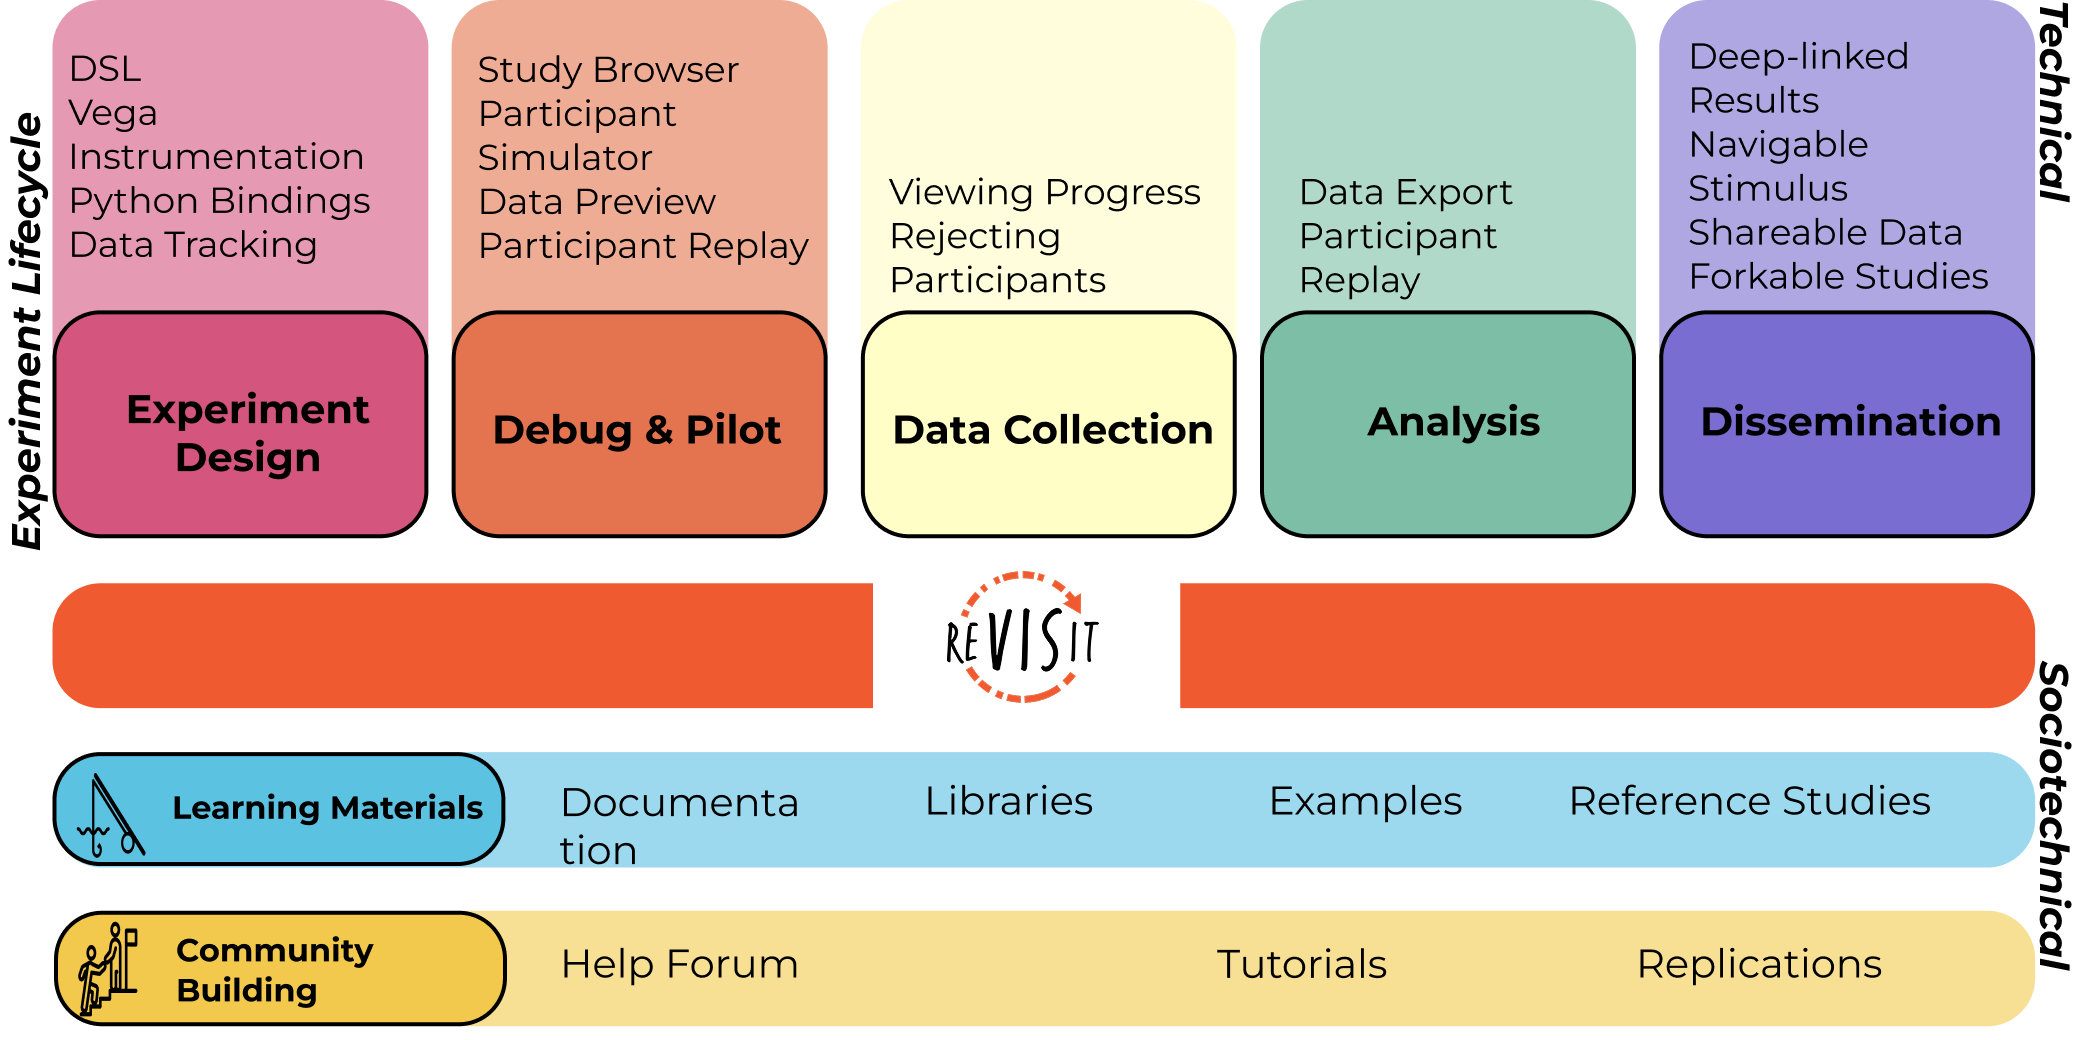 Experiment Lifecycle
Technical
DSL
Vega
Instrumentation
Python Bindings
Data Tracking
Experiment
Design
Study Browser
Participant
Simulator
Data Preview
Participant Replay
Debug & Pilot
Viewing Progress
Rejecting
Participants
Data Collection
Data Export
Participant
Replay
Analysis
Deep-linked
Results
Navigable
Stimulus
Shareable Data
Forkable Studies
Dissemination
reVISit
Sociotechnical
Learning Materials
Documenta
tion
Libraries
Examples
Reference Studies
Community
Building
Help Forum
Tutorials
Replications